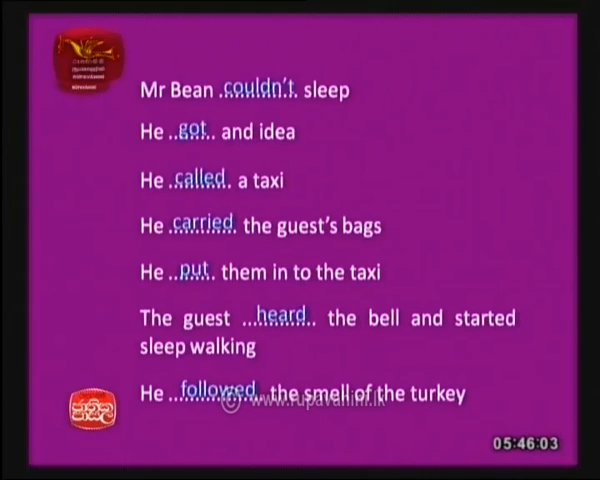 Mr Bean ..couldn't.. sleep
He ..got.. and idea
He ..called.. a taxi
He ..carried.. the guest's bags
He ..put.. them in to the taxi
The guest ...heard.. the bell and started
sleep walking
He ...followed.. the smell of the turkey
© www.rupavahini.lk
05:46:03